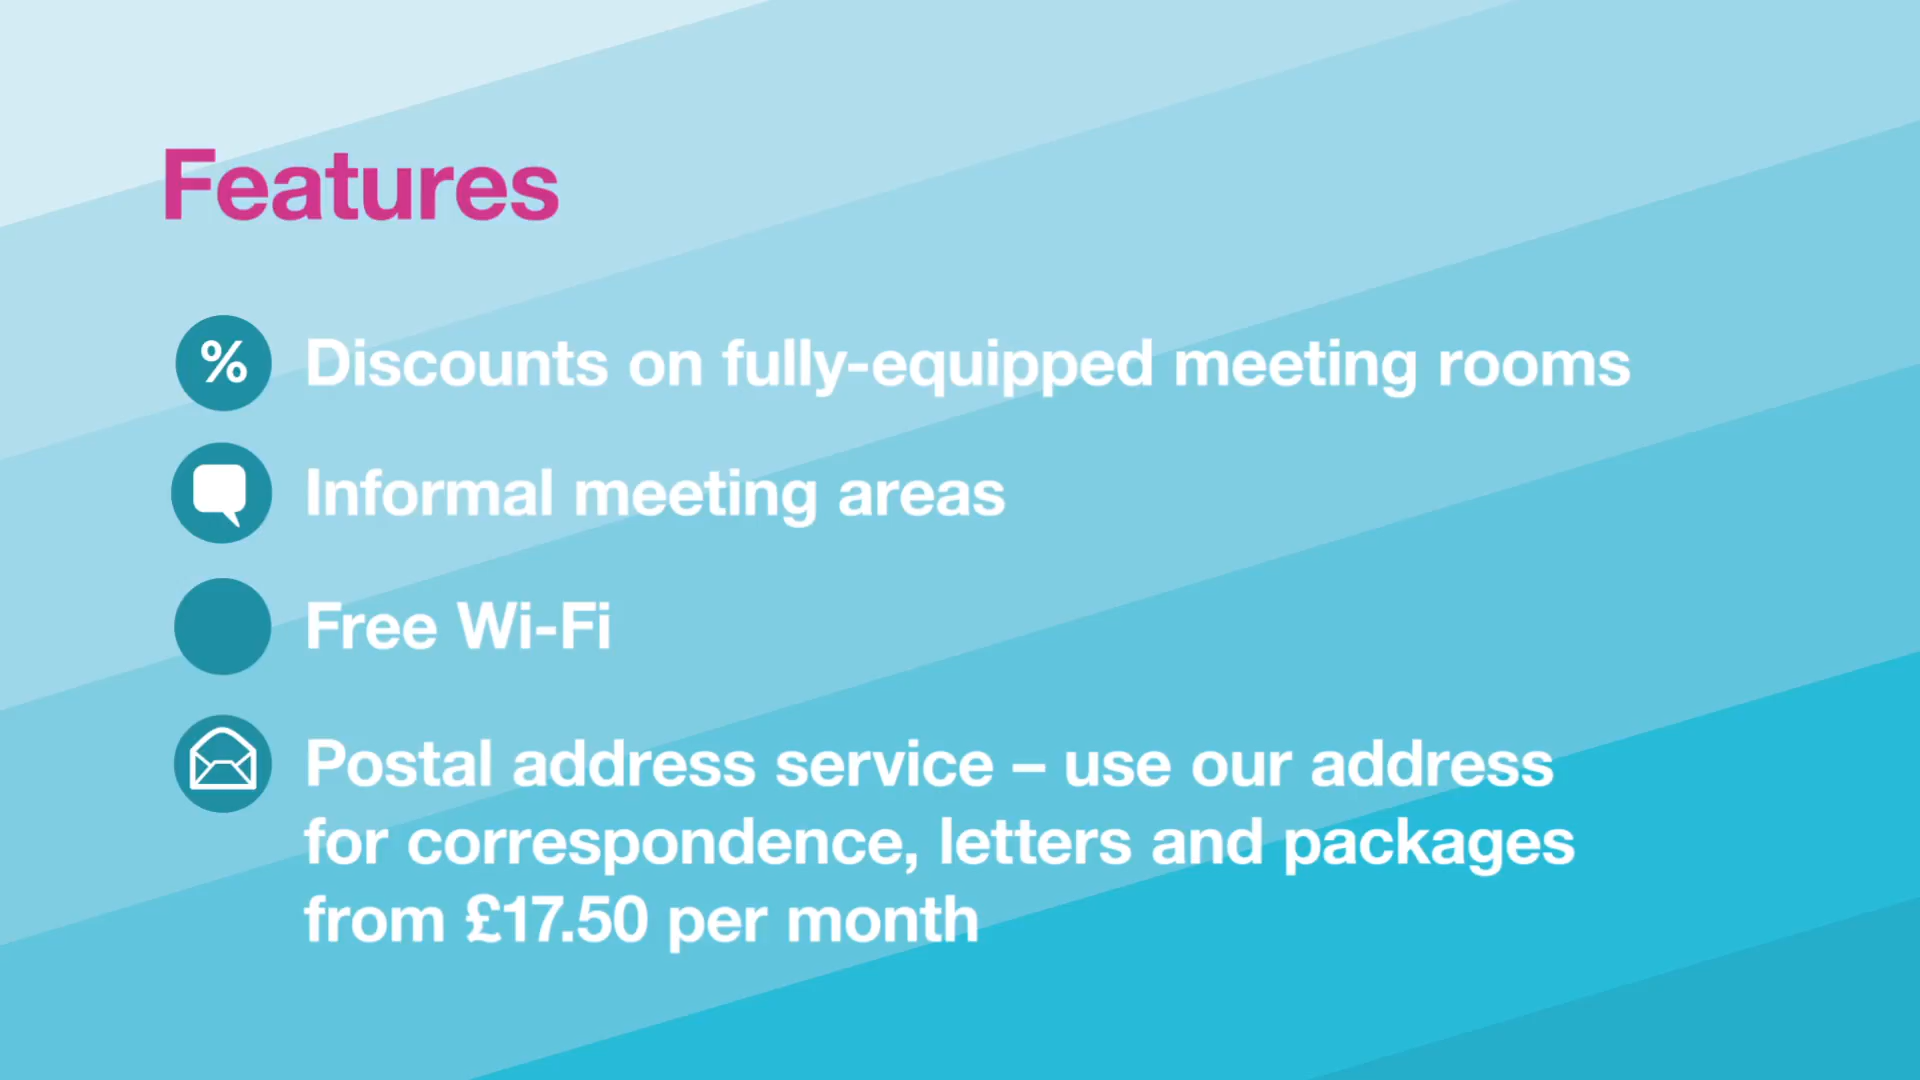 Features
% Discounts on fully-equipped meeting rooms
Informal meeting areas
Free Wi-Fi
Postal address service – use our address
for correspondence, letters and packages
from £17.50 per month